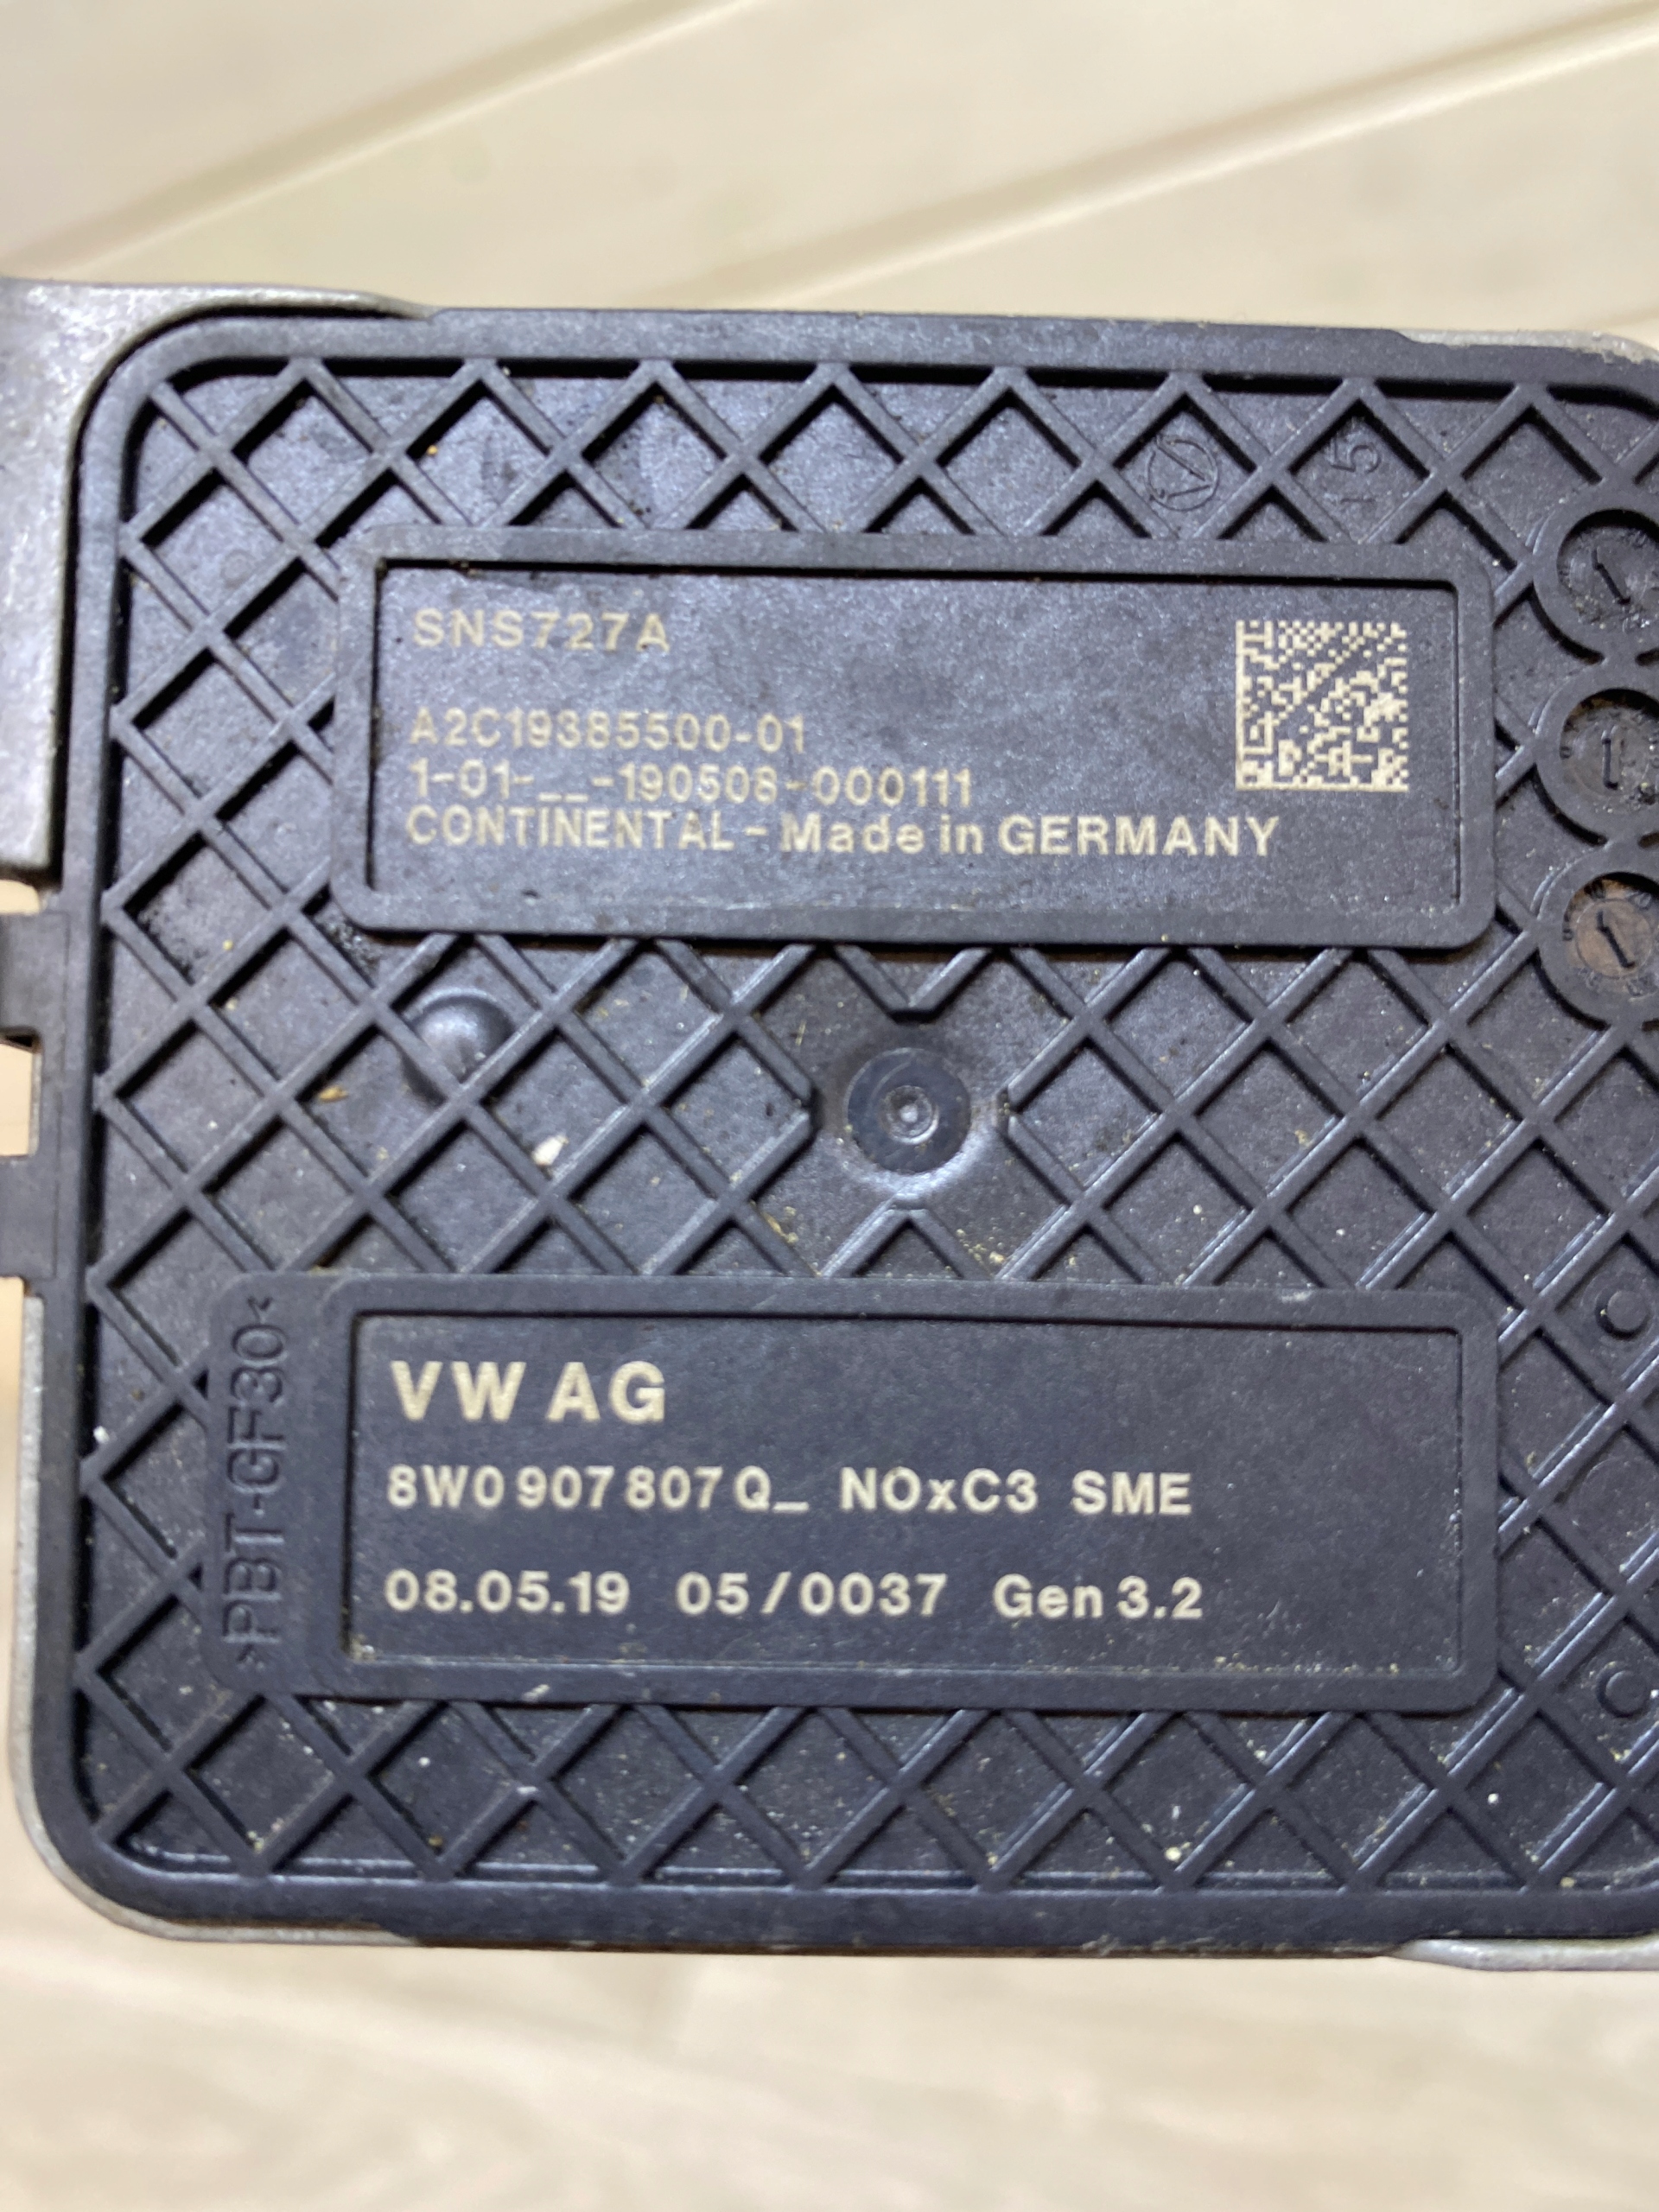 15
SNS727A
A2C19385500-01
1-01-__-190508-000111
CONTINENTAL - Made in GERMANY
>PBT-GF30<
VW AG
8W0 907 807 Q_ NOxC3 SME
08.05.19 05/0037 Gen 3.2